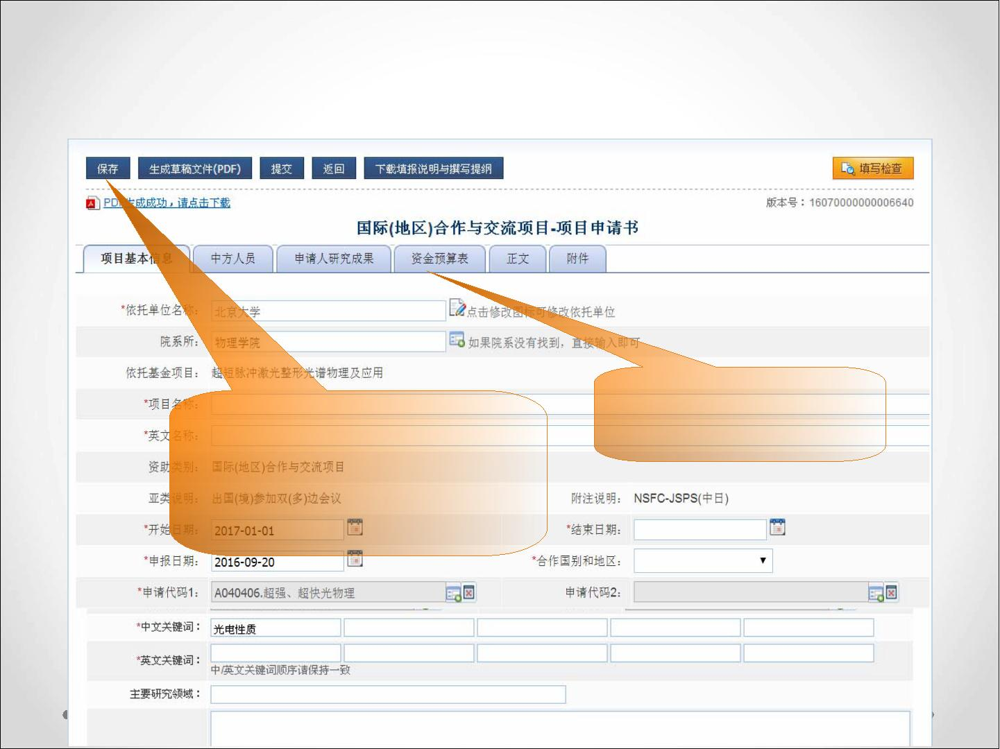 保存 生成草稿文件(PDF) 提交 返回 下载填报说明与撰写提纲 填写检查
PDF生成成功，请点击下载 版本号：16070000000006640
国际(地区)合作与交流项目-项目申请书
项目基本信息 中方人员 申请人研究成果 资金预算表 正文 附件
*依托单位名称： 北京大学 点击修改图标可修改依托单位
院系所： 物理学院 如果院系没有找到，直接输入即可
依托基金项目： 超短脉冲激光整形光谱物理及应用
*项目名称：
*英文名称：
资助类别： 国际(地区)合作与交流项目
亚类说明： 出国(境)参加双(多)边会议 附注说明： NSFC-JSPS(中日)
*开始日期： 2017-01-01 *结束日期：
*申报日期： 2016-09-20 *合作国别和地区：
*申请代码1： A040406.超强、超快光物理 申请代码2：
*中文关键词： 光电性质
*英文关键词：
中/英文关键词顺序请保持一致
主要研究领域：